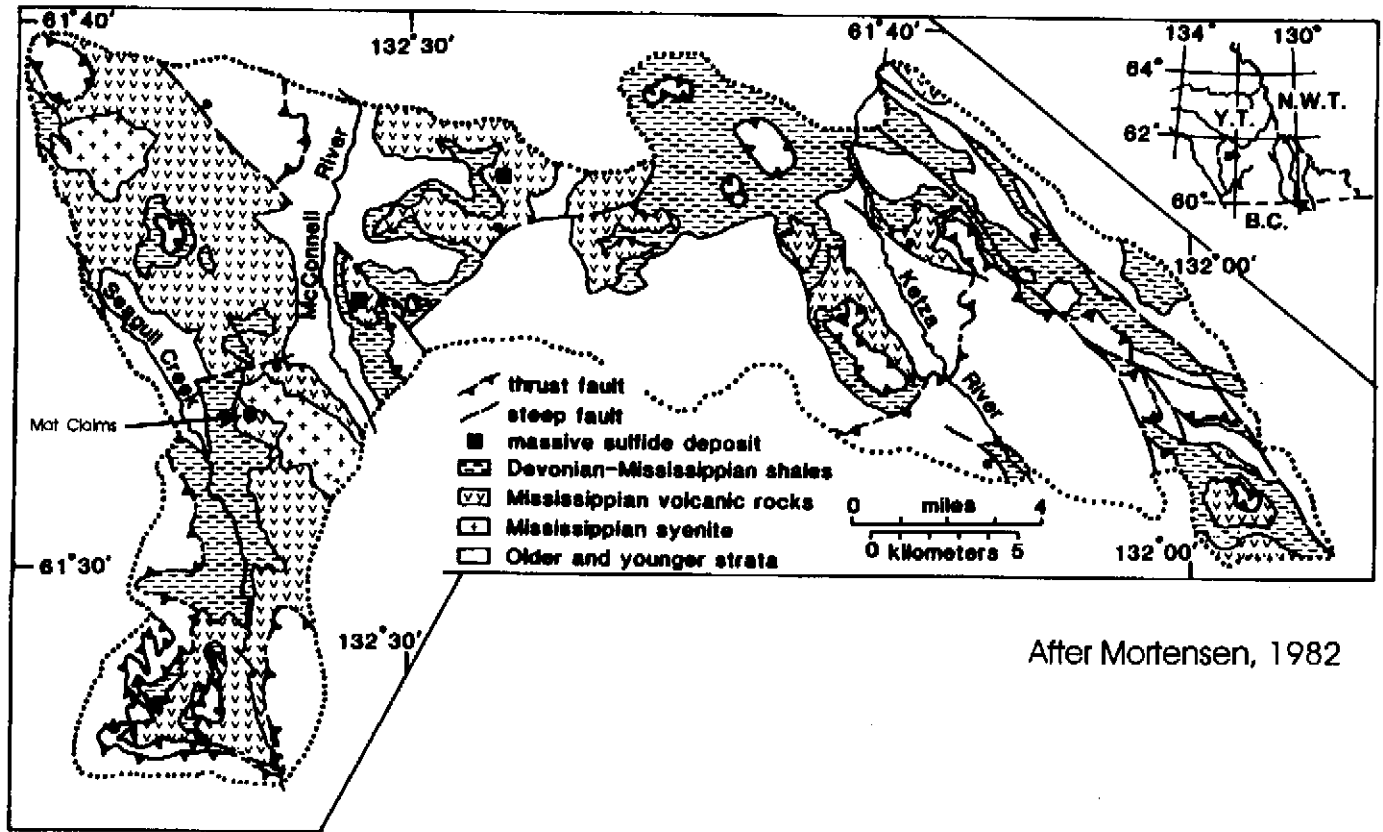 61°40'
132°30'
61°40'
134°
130°
64°
N.W.T.
Y.T.
62°
60°
B.C.
River
McConnell
Seagull Creek
Ketza
River
132°00'
Mat Claims
thrust fault
steep fault
massive sulfide deposit
Devonian-Mississippian shales
Mississippian volcanic rocks
Mississippian syenite
Older and younger strata
0 miles 4
0 kilometers 5
61°30'
132°00'
132°30'
After Mortensen, 1982